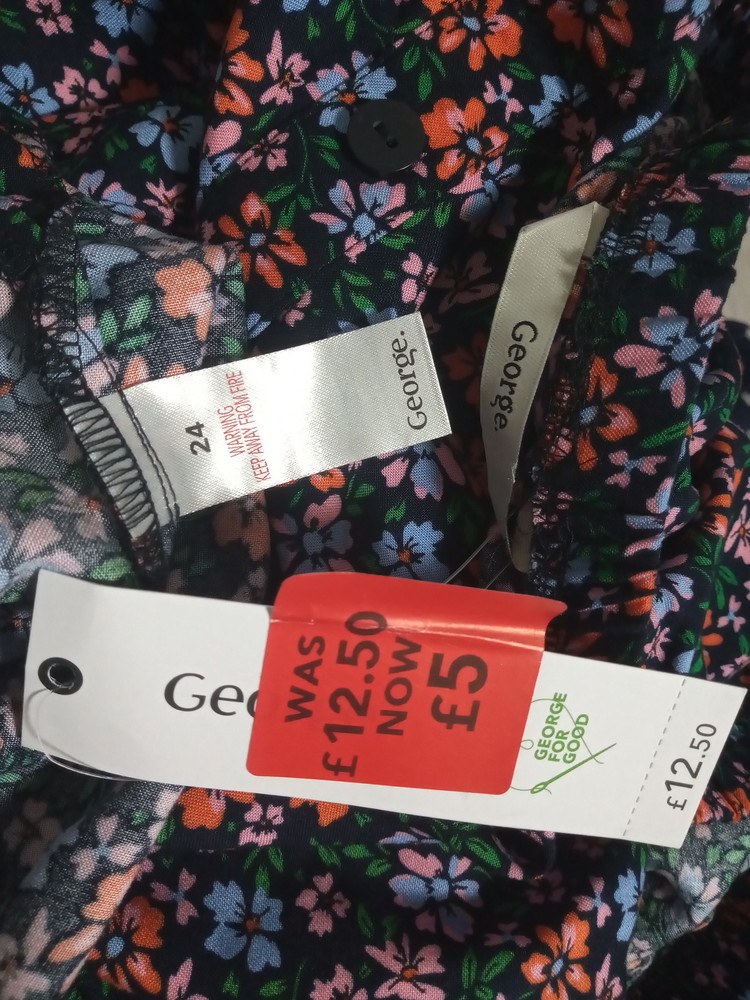 24
WARNING
KEEP AWAY FROM FIRE
George.
George.
Geo
WAS
£12.50
NOW
£5
GEORGE
FOR
GOOD
£12.50